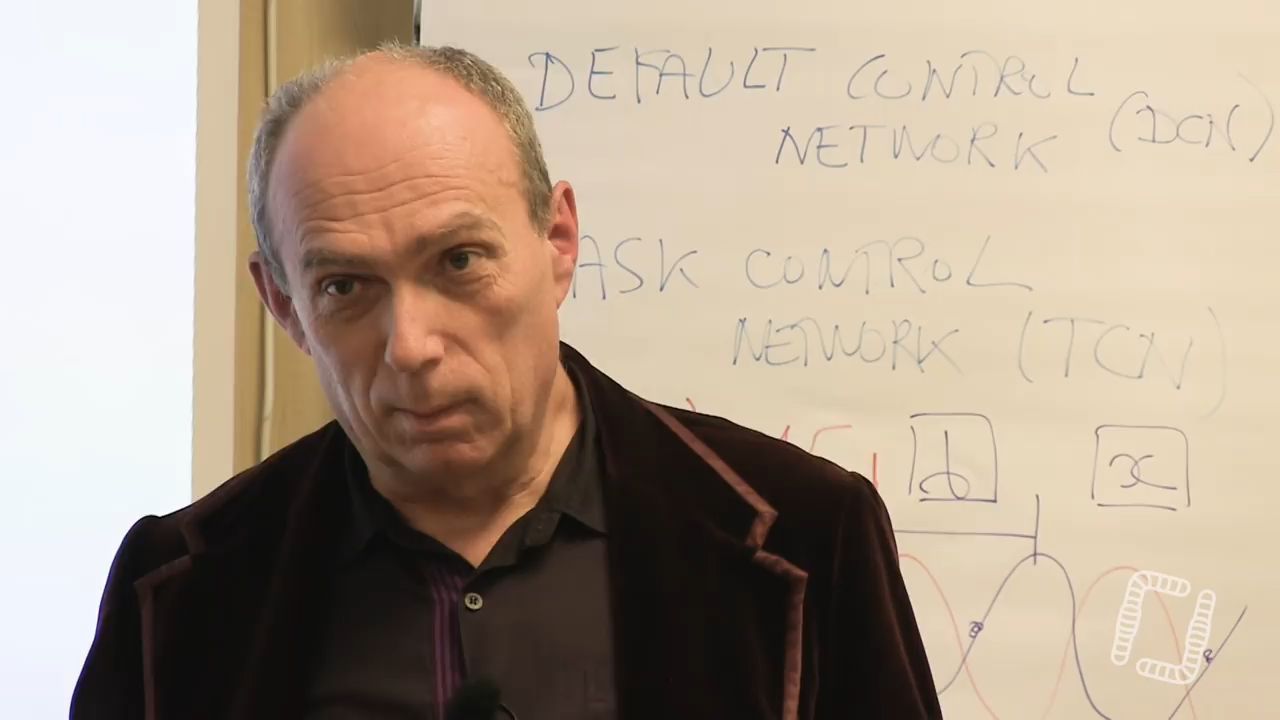 DEFAULT CONTROL
NETWORK (DCN)
ASK CONTROL
NETWORK (TCN)
x